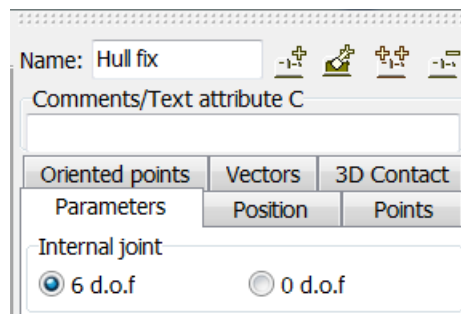 Name: Hull fix
Comments/Text attribute C
Oriented points Vectors 3D Contact
Parameters Position Points
Internal joint
6 d.o.f 0 d.o.f